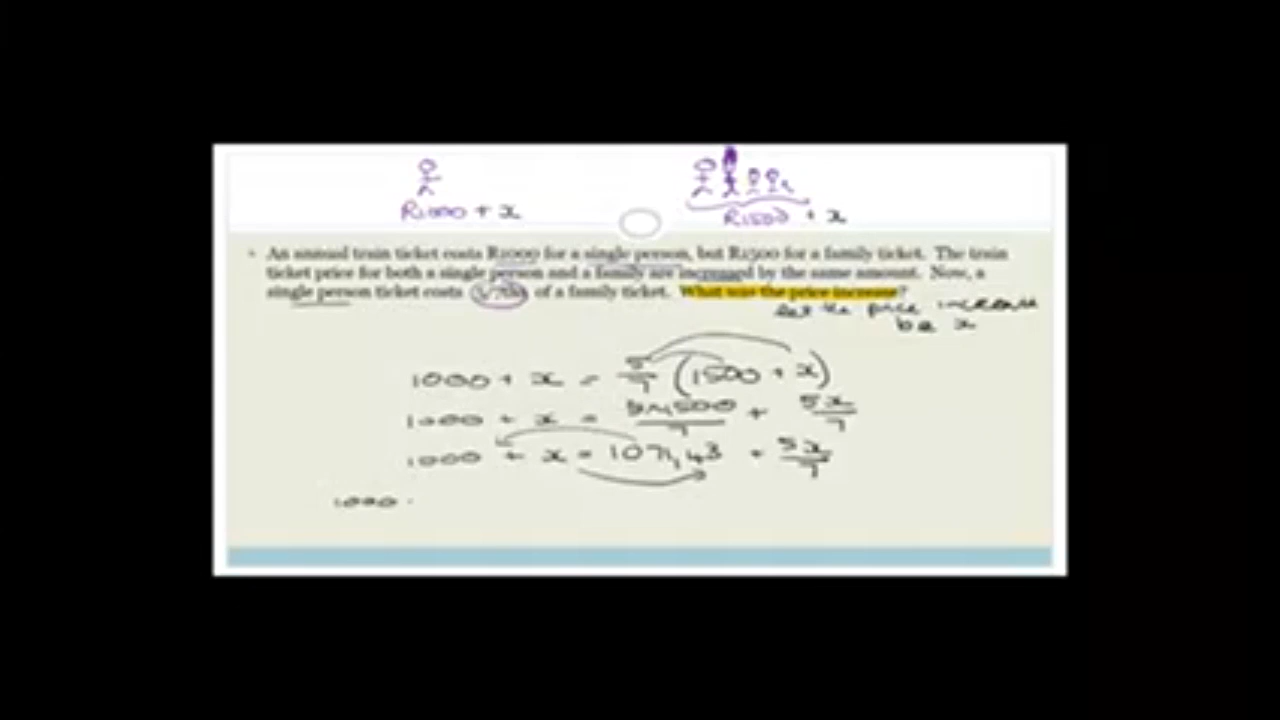 R1000 + x
R1500 + x
• An annual train ticket costs R1000 for a single person, but R1500 for a family ticket. The train
ticket price for both a single person and a family are increased by the same amount. Now, a
single person ticket costs 5/7ths of a family ticket. What was the price increase?
let the price increase
be x
1000 + x = 5/7 (1500 + x)
1000 + x = 5×1500/7 + 5x/7
1000 + x = 1071,43 + 5x/7
1000 -